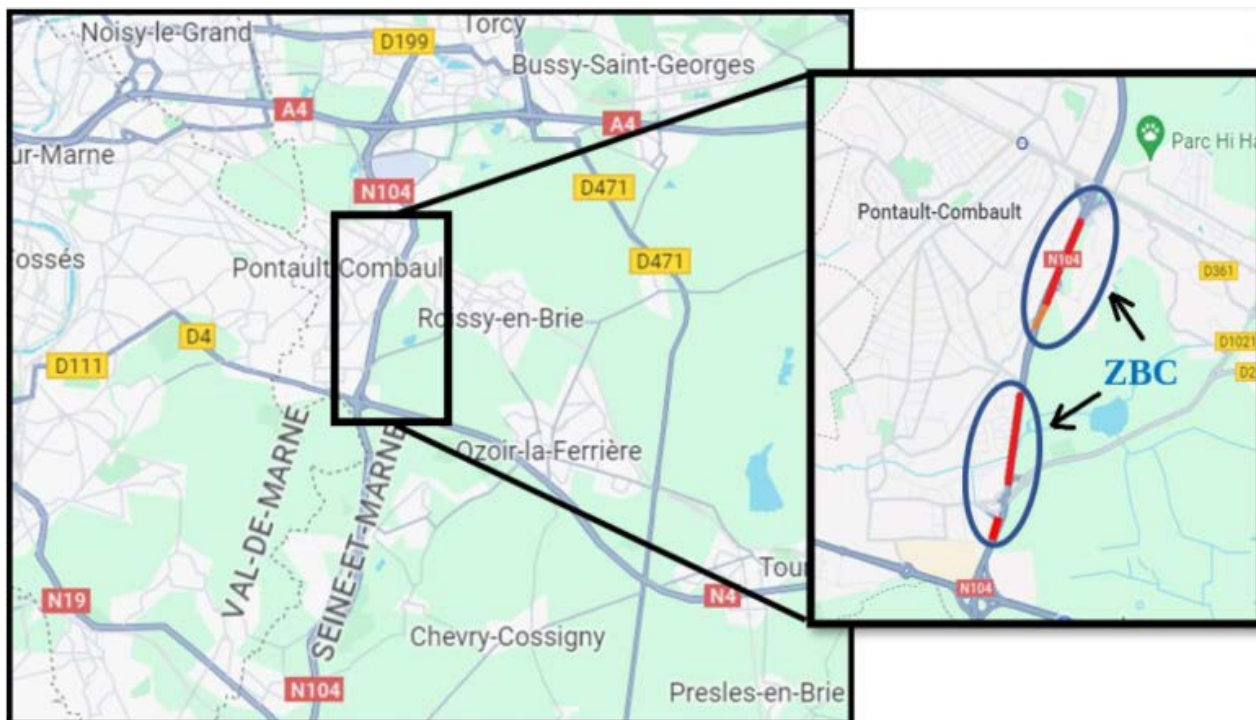 Noisy-le-Grand
Torcy
D199
Bussy-Saint-Georges
A4
A4
ur-Marne
N104
D471
ossés
Pontault Combaul
D471
Roissy-en-Brie
D4
D111
VAL-DE-MARNE
SEINE-ET-MARNE
Ozoir-la-Ferrière
Tour
N19
N4
Chevry-Cossigny
N104
Presles-en-Brie
Parc Hi Ha
Pontault-Combault
N104
D361
D1021
ZBC
D2
N104